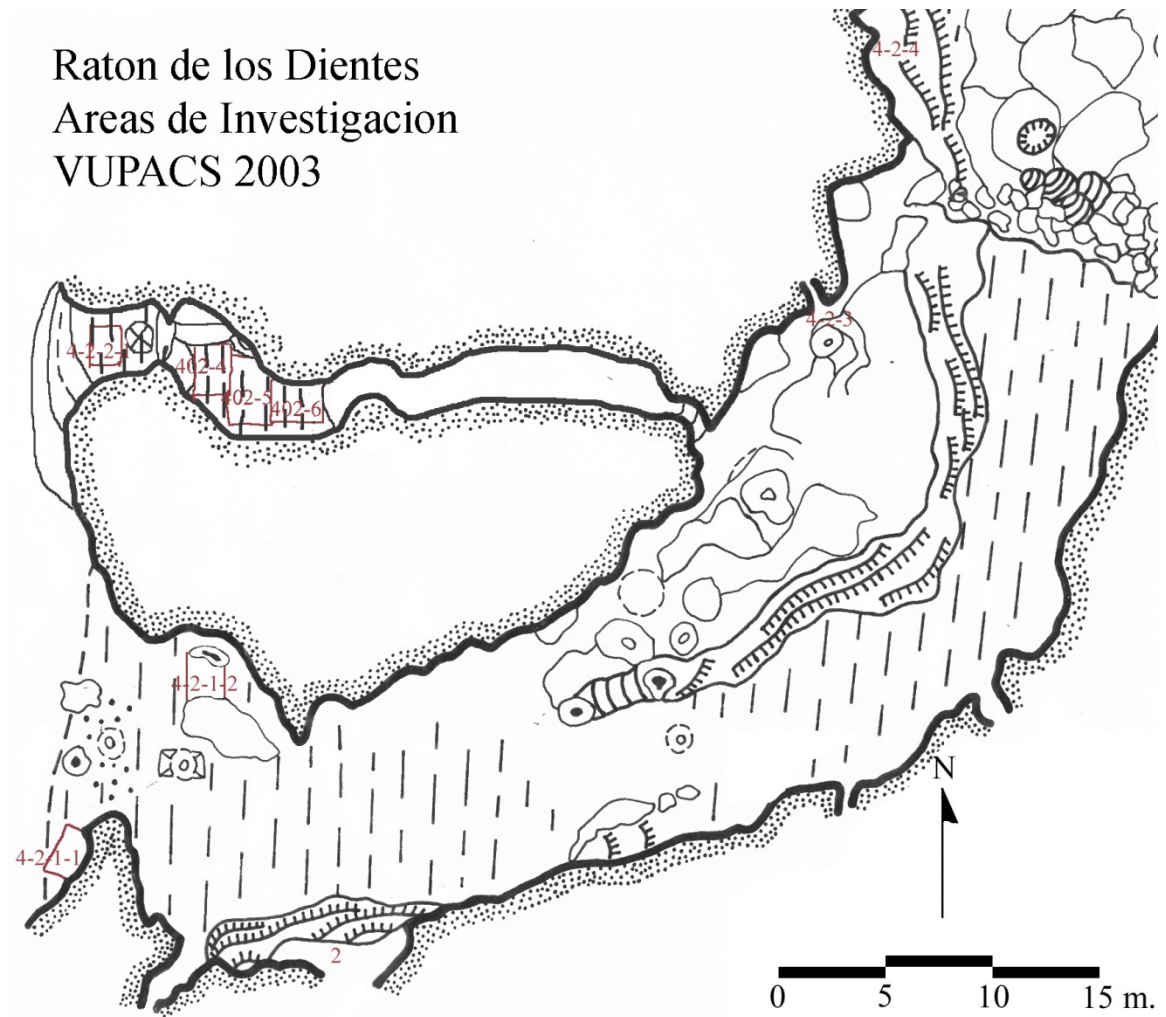 Raton de los Dientes
Areas de Investigacion
VUPACS 2003
4-2-4
4-2-3
4-2-2-1
402-4
402-5
402-6
4-2-1-2
4-2-1-1
2
N
0 5 10 15 m.